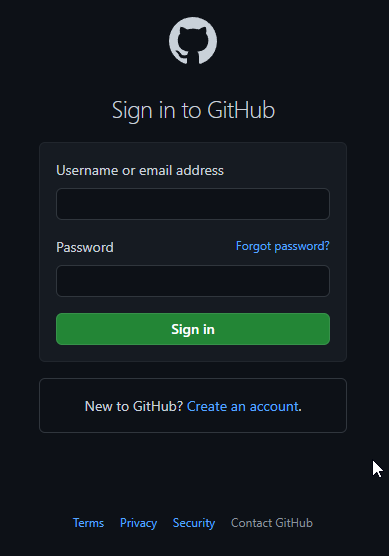 Sign in to GitHub
Username or email address
Password Forgot password?
Sign in
New to GitHub? Create an account.
Terms Privacy Security Contact GitHub